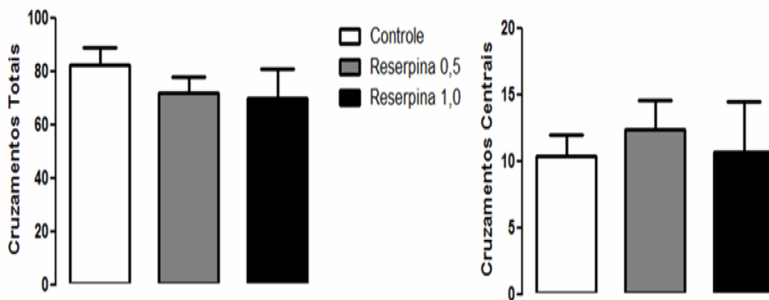 Cruzamentos Totais
100
80
60
40
20
0
Controle
Reserpina 0,5
Reserpina 1,0
Cruzamentos Centrais
20
15
10
5
0